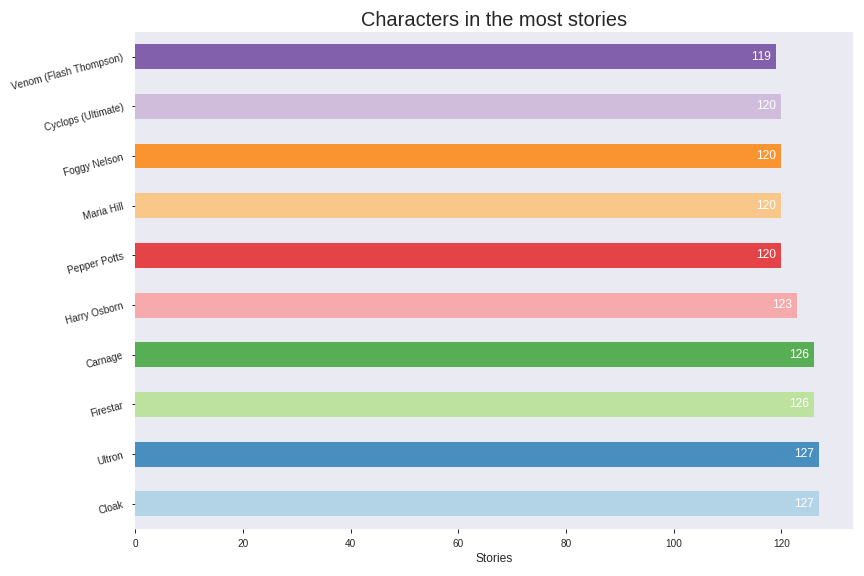 Characters in the most stories
Venom (Flash Thompson) 119
Cyclops (Ultimate) 120
Foggy Nelson 120
Maria Hill 120
Pepper Potts 120
Harry Osborn 123
Carnage 126
Firestar 126
Ultron 127
Cloak 127
0 20 40 60 80 100 120
Stories